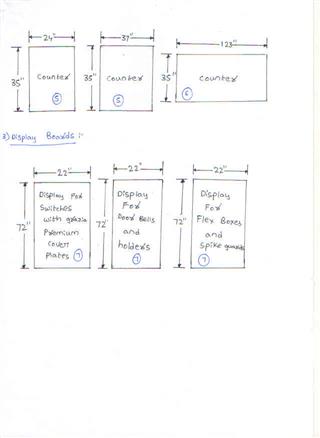 24" 37" 123"
35" Counter 35" Counter 35" Counter
5 5 6
3) Display Boards :-
22" 22" 22"
72" 72" 72"
Display For
Switches
with grazia
Premium
cover
plates 7
Display
For
Door Bells
and
holders
7
Display
For
Flex Boxes
and
Spike guards
7